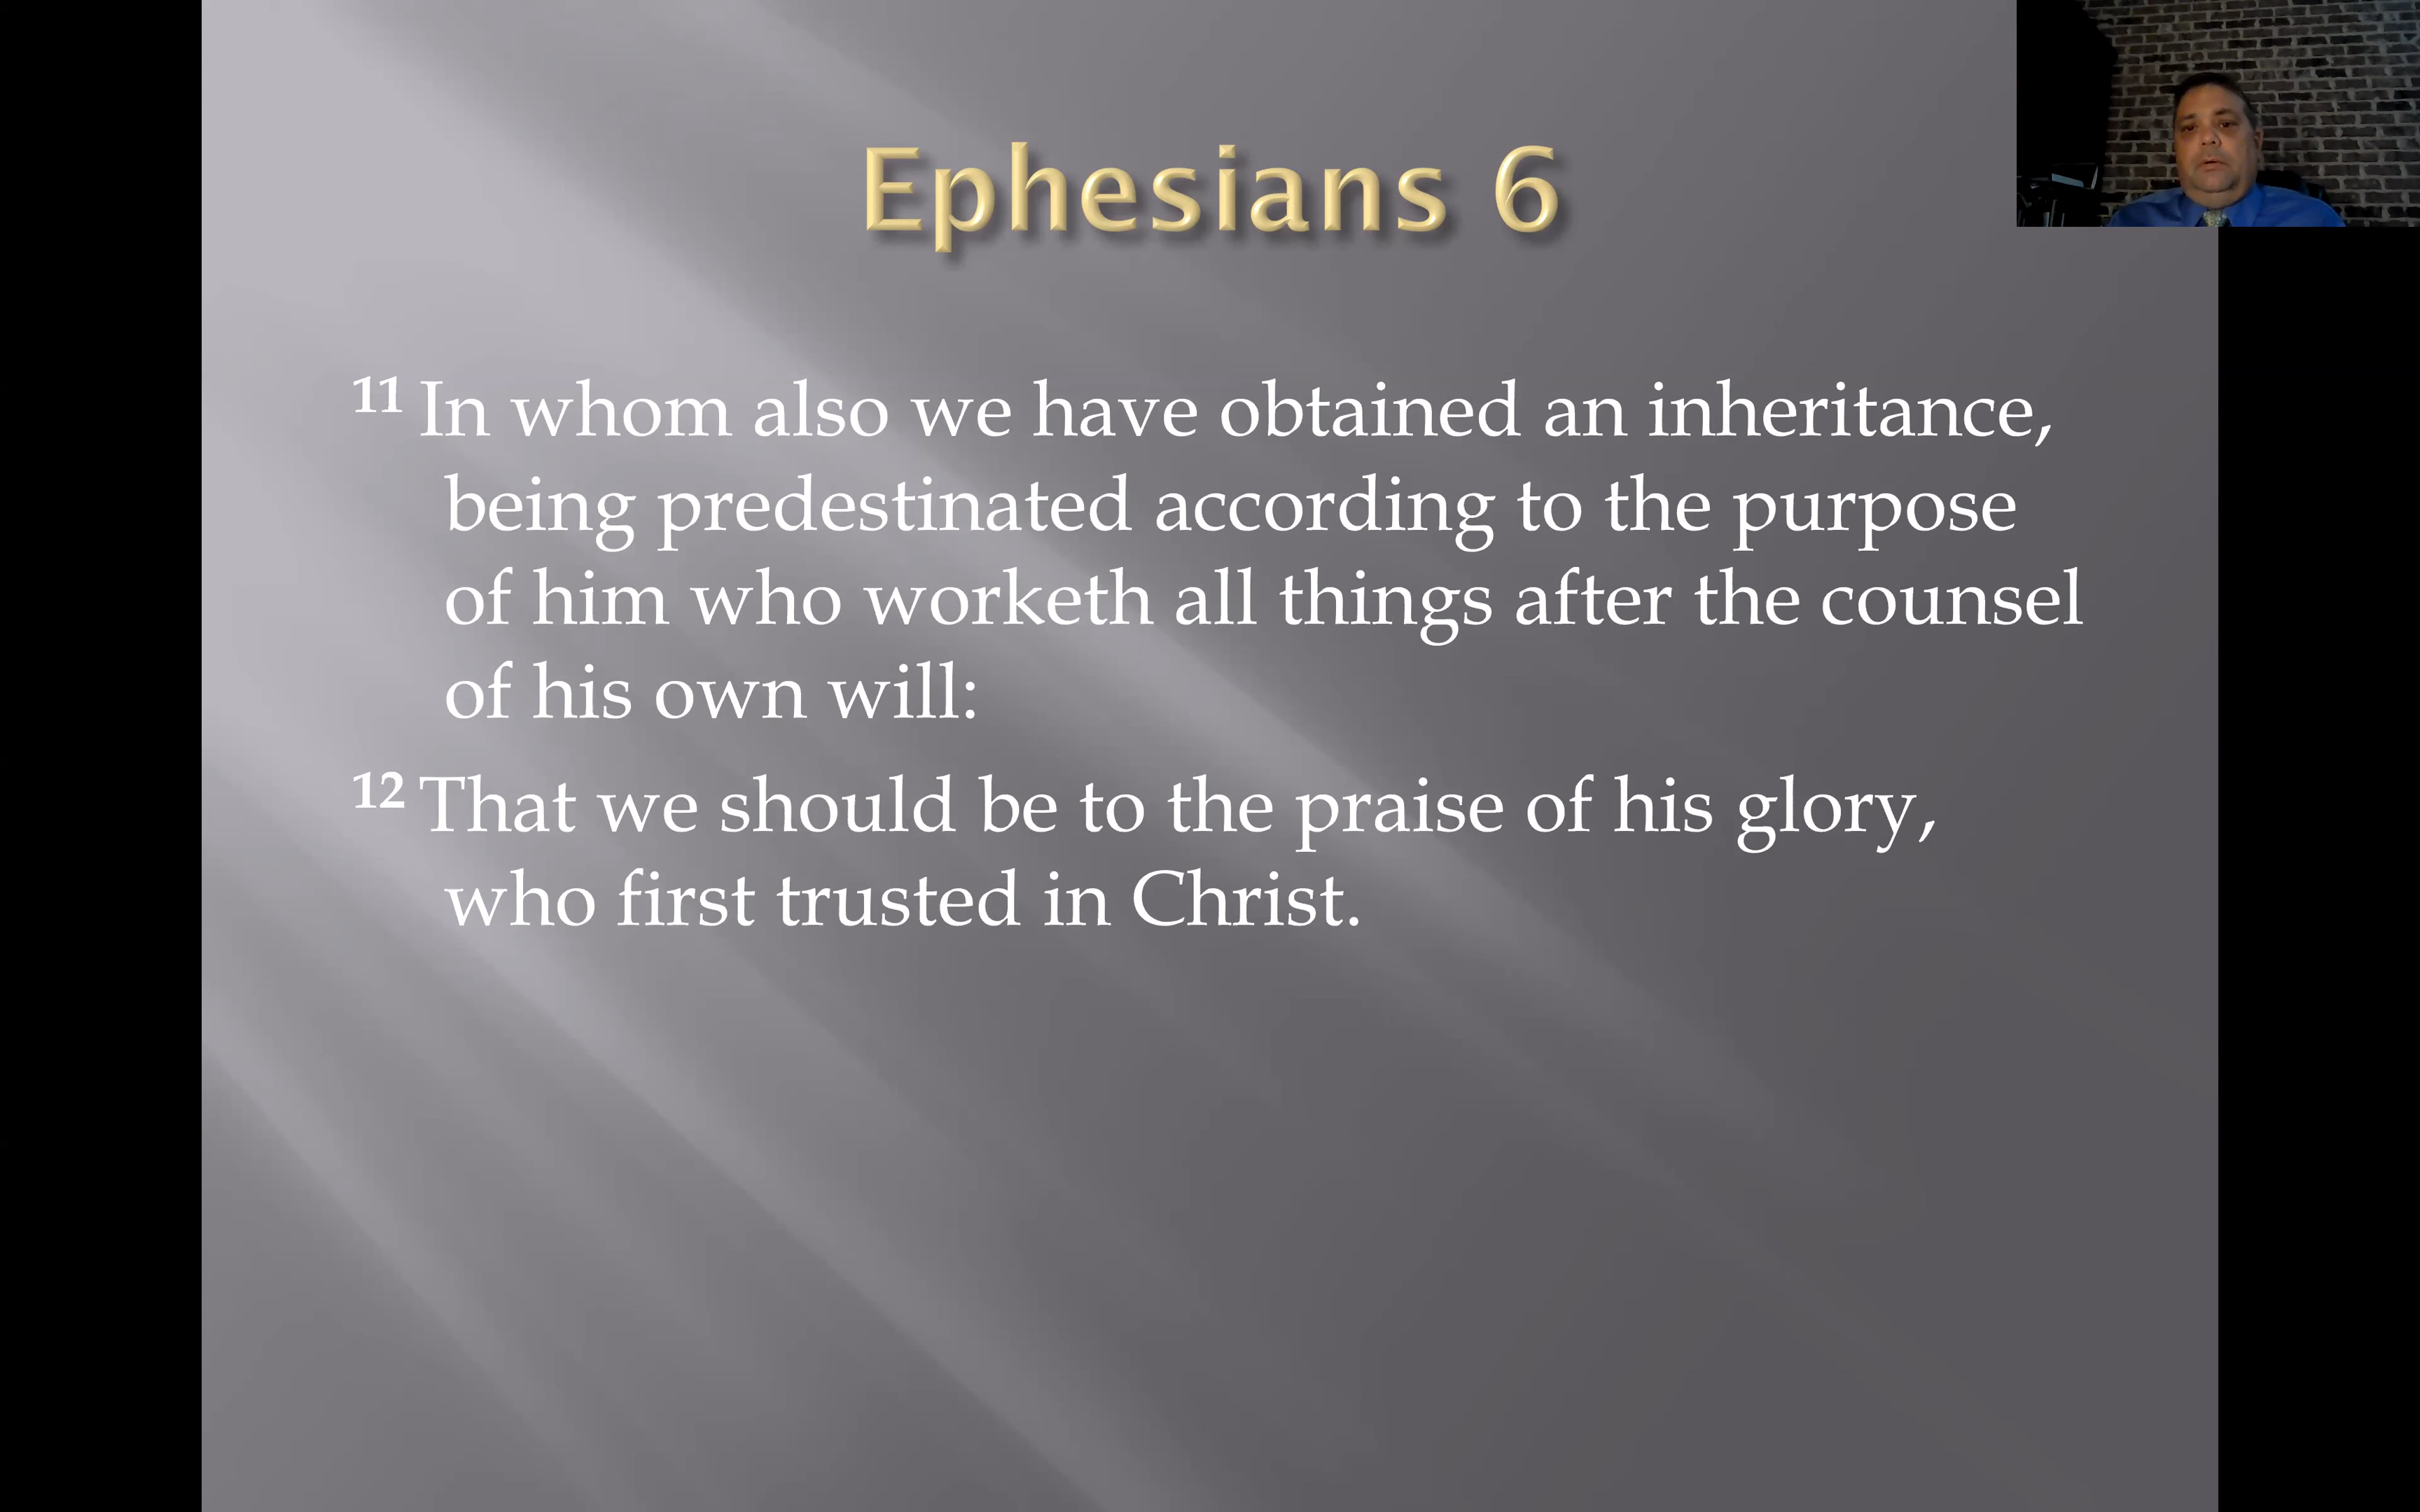 Ephesians 6
11 In whom also we have obtained an inheritance,
being predestinated according to the purpose
of him who worketh all things after the counsel
of his own will:
12 That we should be to the praise of his glory,
who first trusted in Christ.